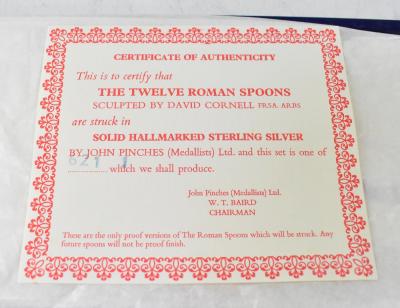 CERTIFICATE OF AUTHENTICITY
This is to certify that
THE TWELVE ROMAN SPOONS
SCULPTED BY DAVID CORNELL FRSA. ARBS
are struck in
SOLID HALLMARKED STERLING SILVER
BY JOHN PINCHES (Medallists) Ltd. and this set is one of
621 1
which we shall produce.
John Pinches (Medallists) Ltd.
W. T. BAIRD
CHAIRMAN
These are the only proof versions of The Roman Spoons which will be struck. Any
future spoons will not be proof finish.